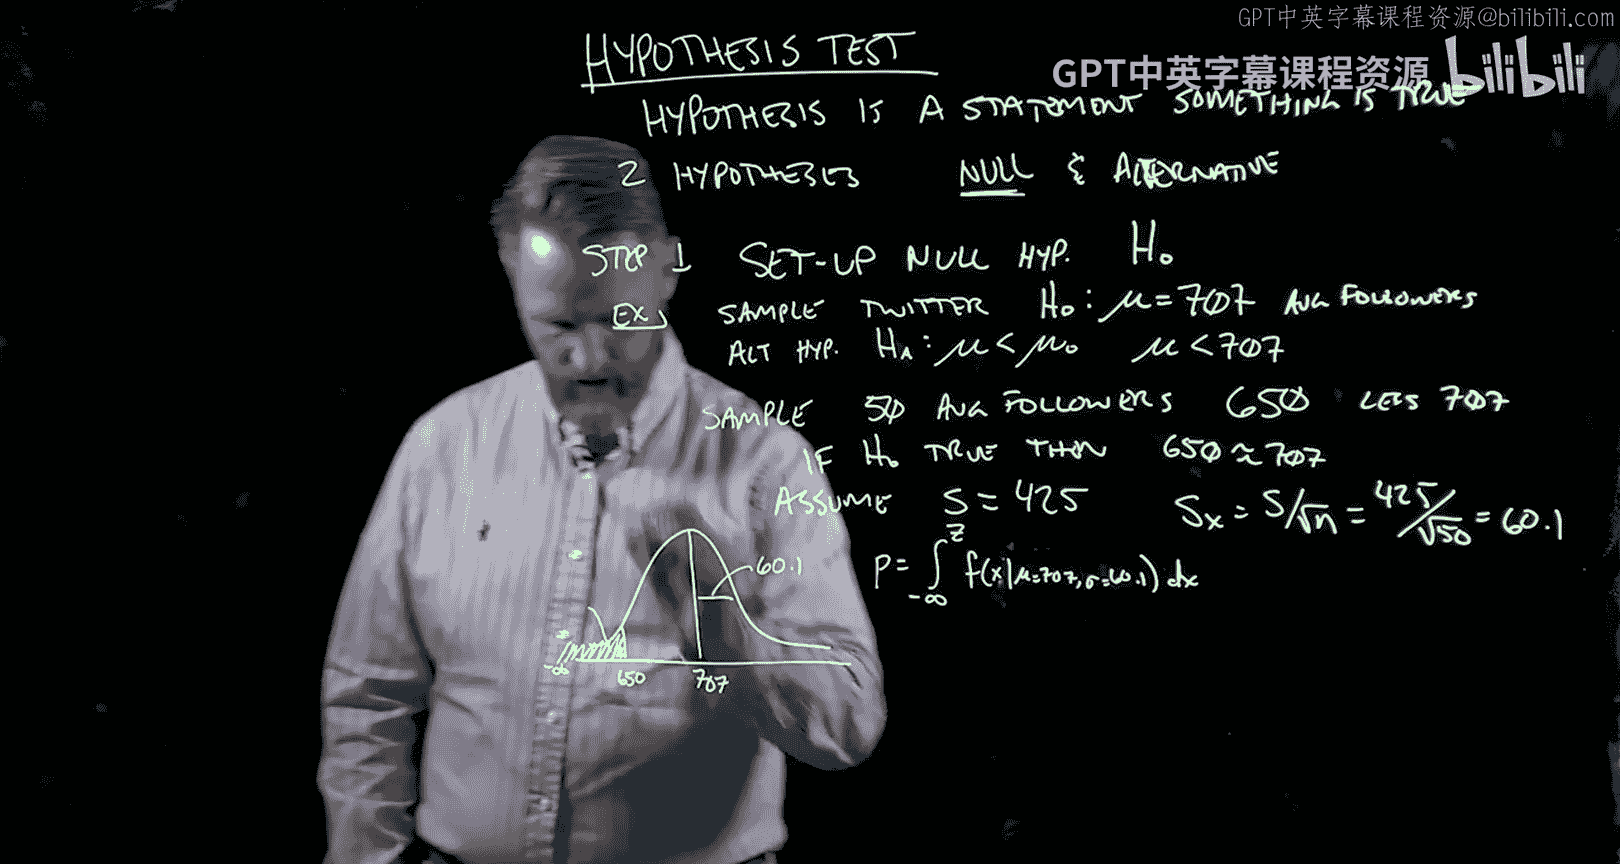 GPT中英字幕课程资源@bilibili.com
GPT中英字幕课程资源 bilibili
HYPOTHESIS TEST
HYPOTHESIS IS A STATEMENT SOMETHING IS TRUE
2 HYPOTHESES NULL & ALTERNATIVE
STEP 1 SET-UP NULL HYP. H₀
EX SAMPLE TWITTER H₀: μ=707 AVG FOLLOWERS
ALT HYP. Hₐ: μ<μ₀ μ<707
SAMPLE 50 AVG FOLLOWERS 650 LESS 707
IF H₀ TRUE THEN 650≈707
ASSUME S=425 Sₓ = S/√n = 425/√50 = 60.1
P= ∫ z -∞ f(x|μ=707,σ=60.1) dx
60.1
-∞ 650 707